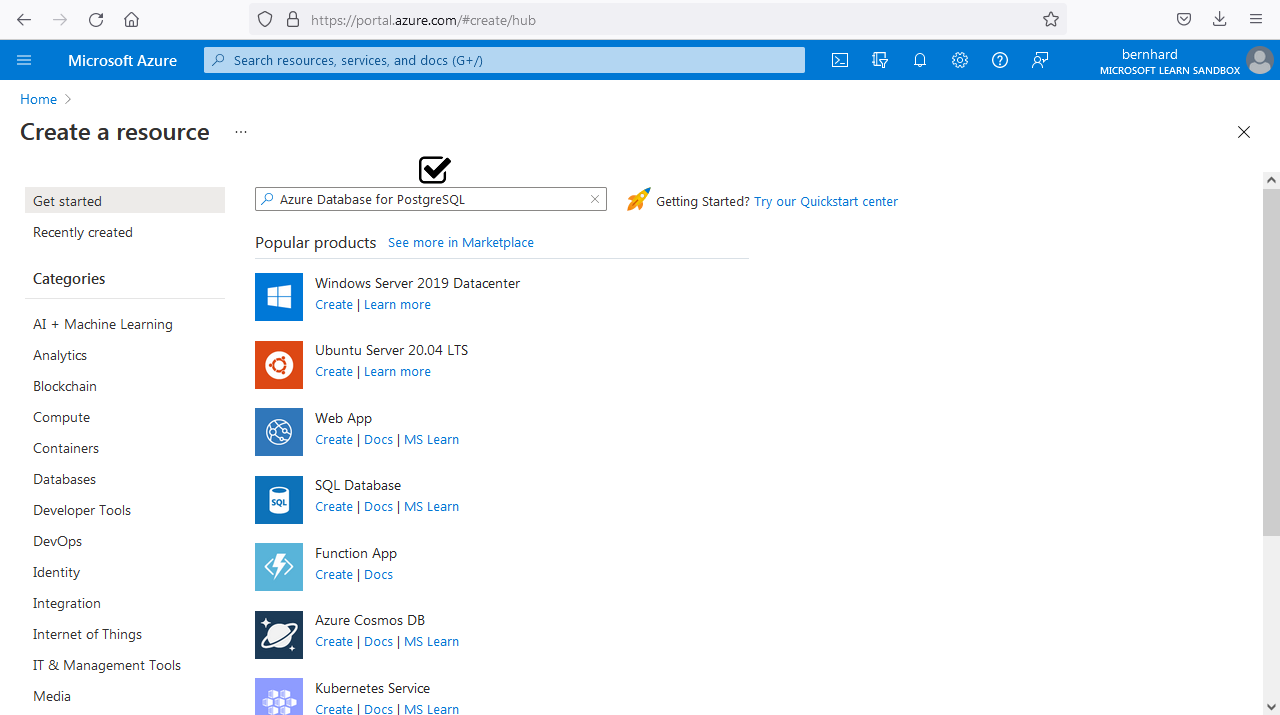 https://portal.azure.com/#create/hub
Microsoft Azure
Search resources, services, and docs (G+/)
bernhard
MICROSOFT LEARN SANDBOX
Home
Create a resource
Get started
Recently created
Categories
AI + Machine Learning
Analytics
Blockchain
Compute
Containers
Databases
Developer Tools
DevOps
Identity
Integration
Internet of Things
IT & Management Tools
Media
Azure Database for PostgreSQL
Getting Started? Try our Quickstart center
Popular products See more in Marketplace
Windows Server 2019 Datacenter
Create | Learn more
Ubuntu Server 20.04 LTS
Create | Learn more
Web App
Create | Docs | MS Learn
SQL
SQL Database
Create | Docs | MS Learn
Function App
Create | Docs
Azure Cosmos DB
Create | Docs | MS Learn
Kubernetes Service
Create | Docs | MS Learn